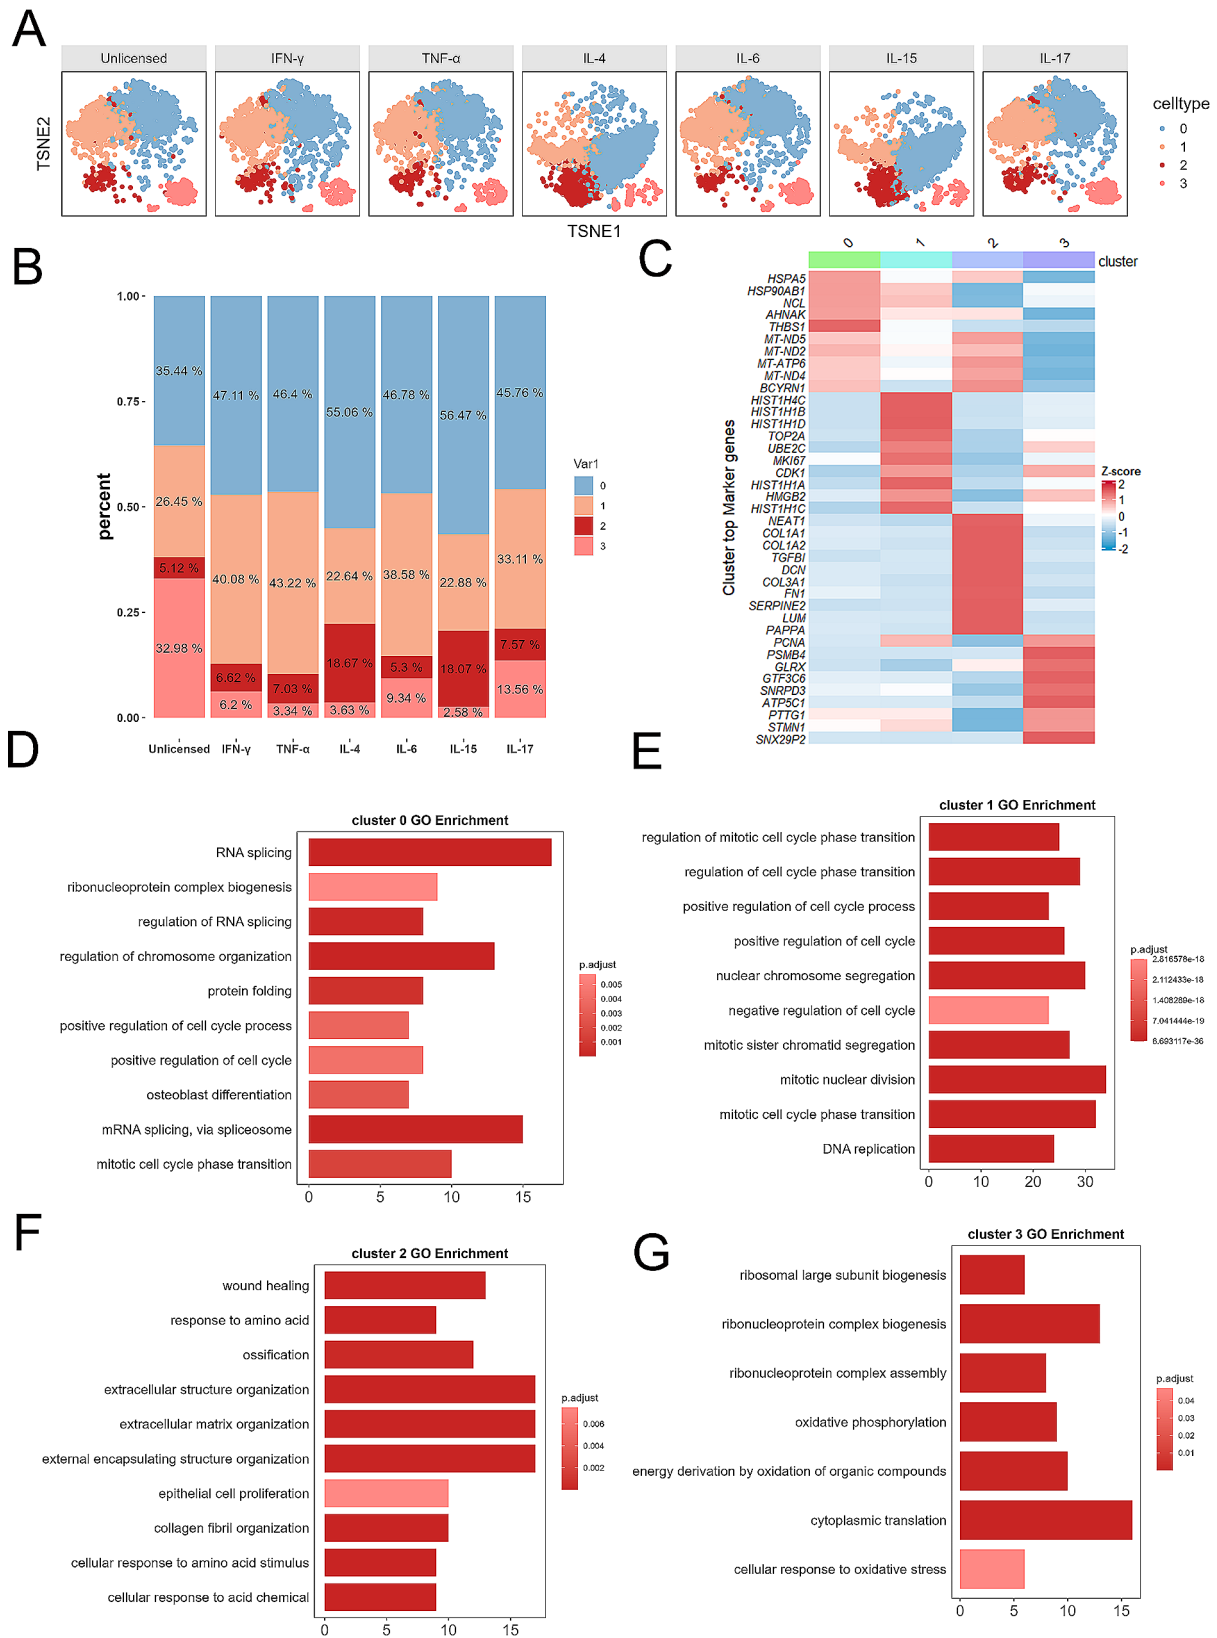 A
Unlicensed IFN-γ TNF-α IL-4 IL-6 IL-15 IL-17
TSNE2
TSNE1
celltype
0
1
2
3
B
percent
1.00
0.75
0.50
0.25
0.00
35.44 % 47.11 % 46.4 % 55.06 % 46.78 % 56.47 % 45.76 %
26.45 % 40.08 % 43.22 % 22.64 % 38.58 % 22.88 % 33.11 %
5.12 % 6.62 % 7.03 % 18.67 % 5.3 % 18.07 % 7.57 %
32.98 % 6.2 % 3.34 % 3.63 % 9.34 % 2.58 % 13.56 %
Unlicensed IFN-γ TNF-α IL-4 IL-6 IL-15 IL-17
Var1
0
1
2
3
C
0 1 2 3
cluster
Cluster top Marker genes
HSPA5
HSP90AB1
NCL
AHNAK
THBS1
MT-ND5
MT-ND2
MT-ATP6
MT-ND4
BCYRN1
HIST1H4C
HIST1H1B
HIST1H1D
TOP2A
UBE2C
MKI67
CDK1
HIST1H1A
HMGB2
HIST1H1C
NEAT1
COL1A1
COL1A2
TGFBI
DCN
COL3A1
FN1
SERPINE2
LUM
PAPPA
PCNA
PSMB4
GLRX
GTF3C6
SNRPD3
ATP5C1
PTTG1
STMN1
SNX29P2
Z-score
2
1
0
-1
-2
D
cluster 0 GO Enrichment
RNA splicing
ribonucleoprotein complex biogenesis
regulation of RNA splicing
regulation of chromosome organization
protein folding
positive regulation of cell cycle process
positive regulation of cell cycle
osteoblast differentiation
mRNA splicing, via spliceosome
mitotic cell cycle phase transition
0 5 10 15
p.adjust
0.005
0.004
0.003
0.002
0.001
E
cluster 1 GO Enrichment
regulation of mitotic cell cycle phase transition
regulation of cell cycle phase transition
positive regulation of cell cycle process
positive regulation of cell cycle
nuclear chromosome segregation
negative regulation of cell cycle
mitotic sister chromatid segregation
mitotic nuclear division
mitotic cell cycle phase transition
DNA replication
0 10 20 30
p.adjust
2.816578e-18
2.112433e-18
1.408289e-18
7.041444e-19
6.693117e-36
F
cluster 2 GO Enrichment
wound healing
response to amino acid
ossification
extracellular structure organization
extracellular matrix organization
external encapsulating structure organization
epithelial cell proliferation
collagen fibril organization
cellular response to amino acid stimulus
cellular response to acid chemical
0 5 10 15
p.adjust
0.006
0.004
0.002
G
cluster 3 GO Enrichment
ribosomal large subunit biogenesis
ribonucleoprotein complex biogenesis
ribonucleoprotein complex assembly
oxidative phosphorylation
energy derivation by oxidation of organic compounds
cytoplasmic translation
cellular response to oxidative stress
0 5 10 15
p.adjust
0.04
0.03
0.02
0.01